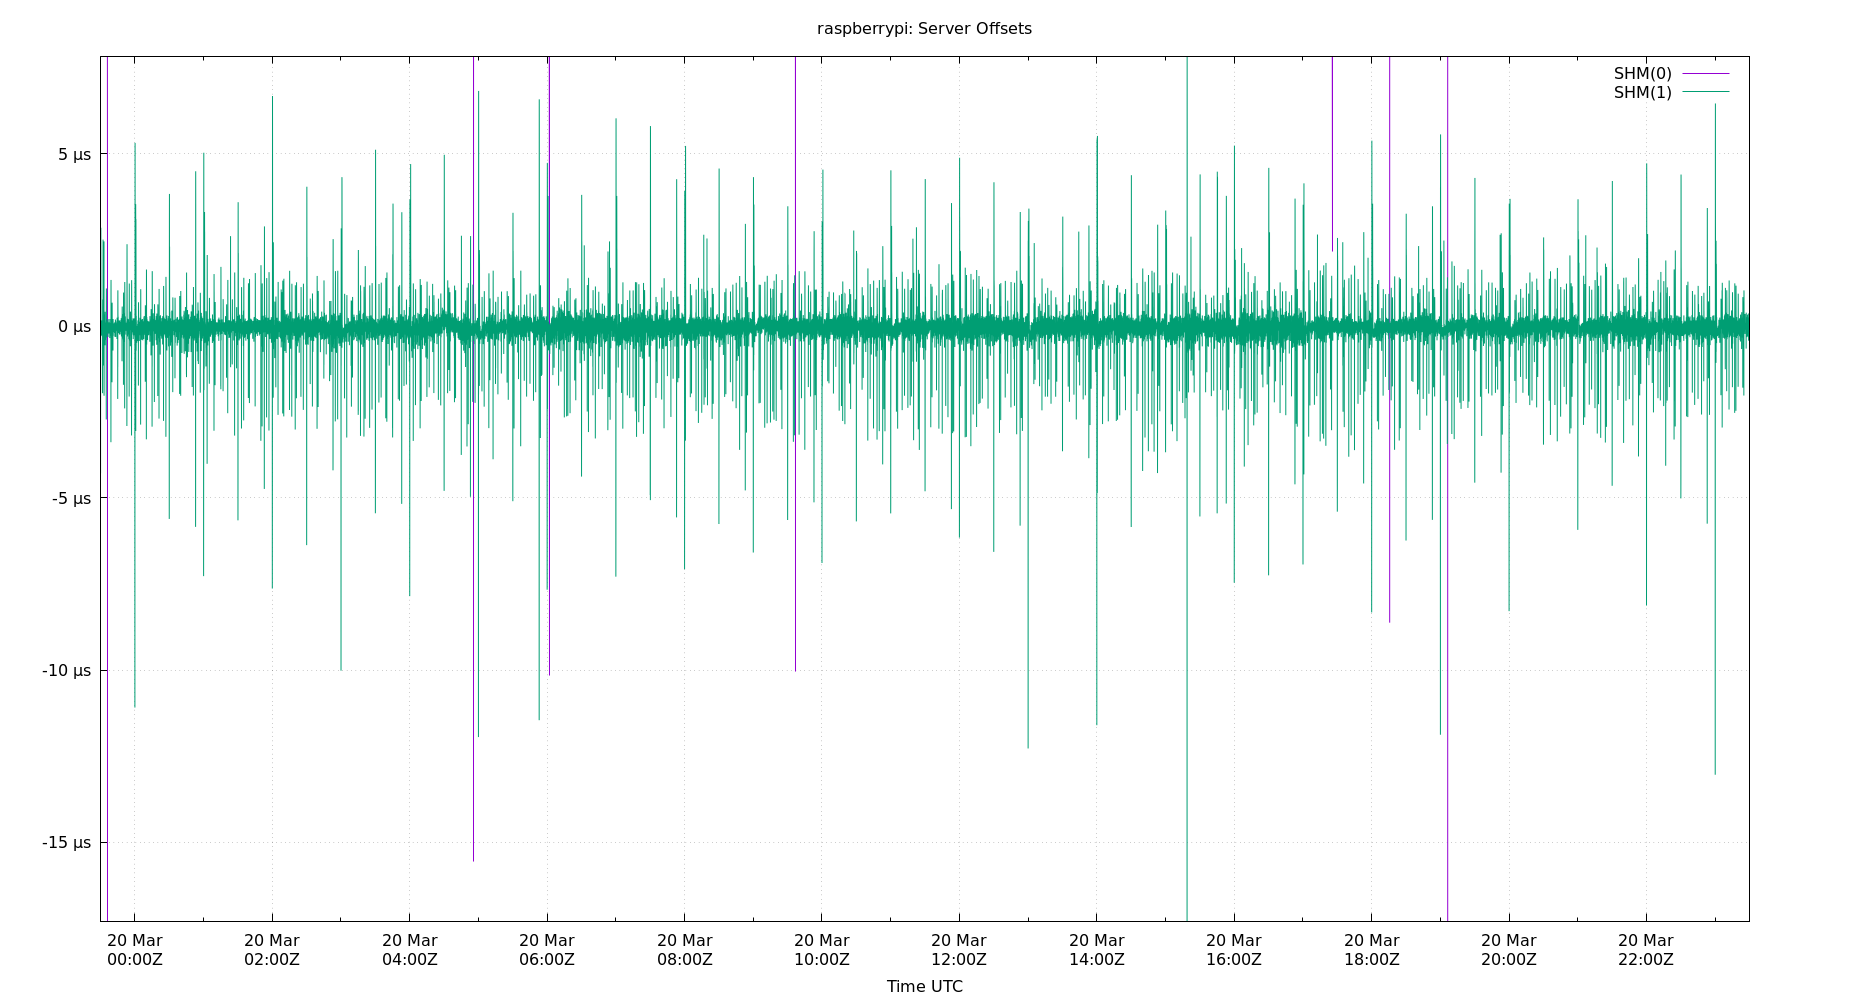 raspberrypi: Server Offsets
SHM(0)
SHM(1)
5 µs
0 µs
-5 µs
-10 µs
-15 µs
20 Mar 20 Mar 20 Mar 20 Mar 20 Mar 20 Mar 20 Mar 20 Mar 20 Mar 20 Mar 20 Mar 20 Mar
00:00Z 02:00Z 04:00Z 06:00Z 08:00Z 10:00Z 12:00Z 14:00Z 16:00Z 18:00Z 20:00Z 22:00Z
Time UTC